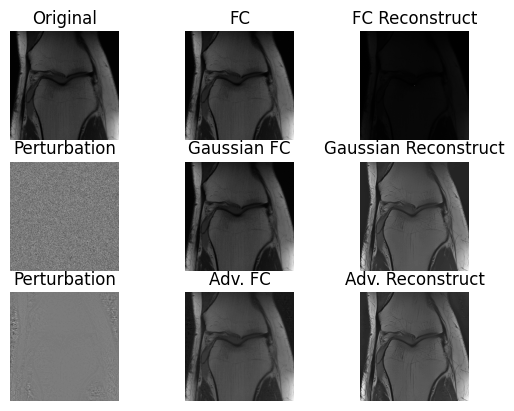 Original FC FC Reconstruct
Perturbation Gaussian FC Gaussian Reconstruct
Perturbation Adv. FC Adv. Reconstruct